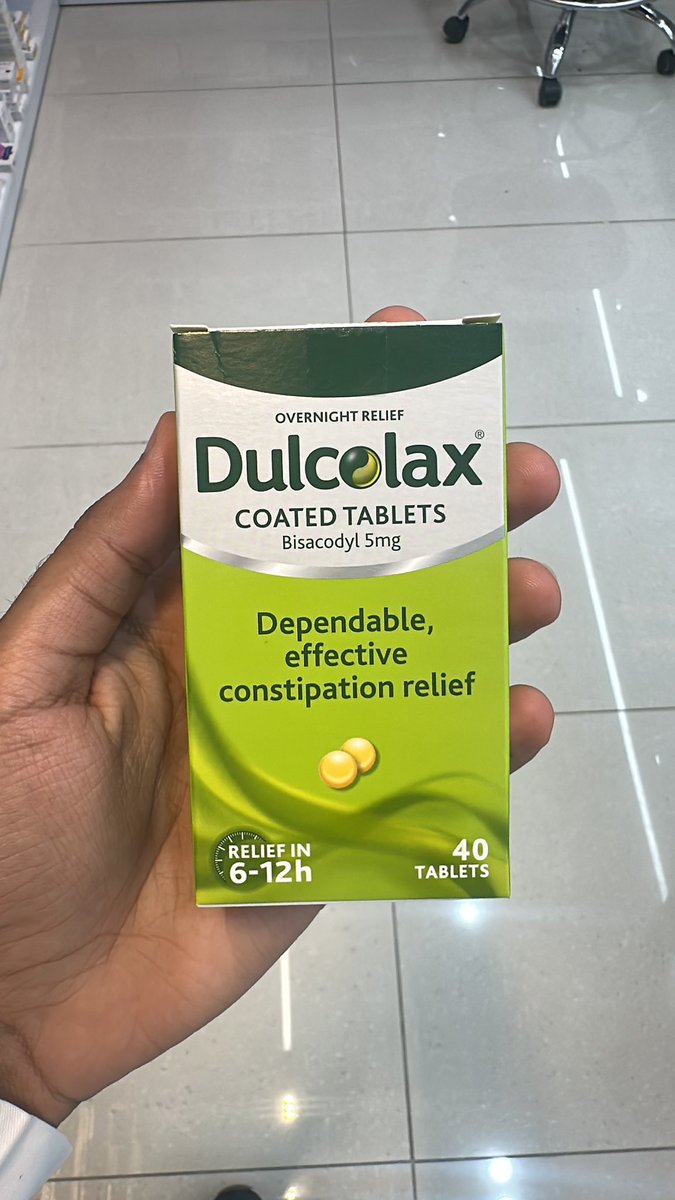 OVERNIGHT RELIEF
Dulcolax®
COATED TABLETS
Bisacodyl 5mg
Dependable,
effective
constipation relief
RELIEF IN
6-12h
40
TABLETS